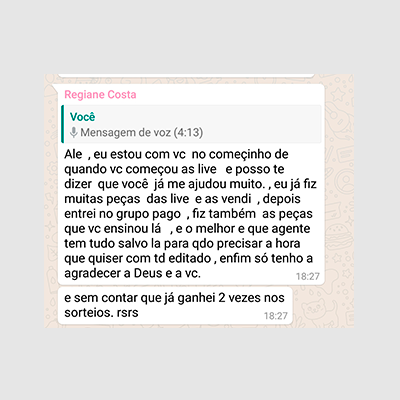 Regiane Costa
Você
Mensagem de voz (4:13)
Ale , eu estou com vc no começinho de
quando vc começou as live e posso te
dizer que você já me ajudou muito. , eu já fiz
muitas peças das live e as vendi , depois
entrei no grupo pago , fiz também as peças
que vc ensinou lá , e o melhor e que agente
tem tudo salvo la para qdo precisar a hora
que quiser com td editado , enfim só tenho a
agradecer a Deus e a vc.
18:27
e sem contar que já ganhei 2 vezes nos
sorteios. rsrs
18:27